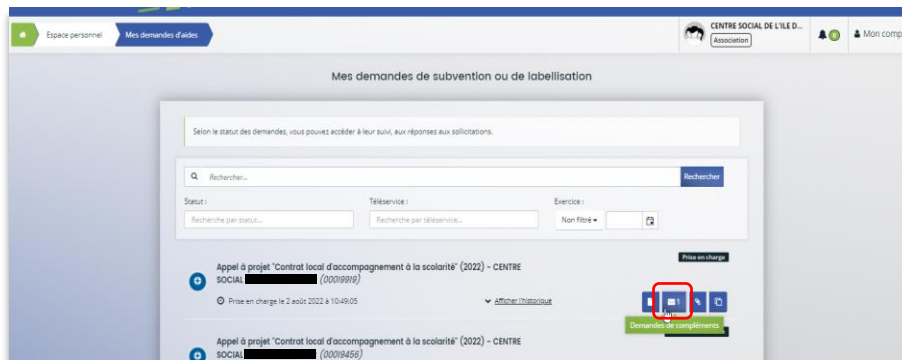 Espace personnel
Mes demandes d'aides
CENTRE SOCIAL DE L'ILE D...
Association
0
Mon comp
Mes demandes de subvention ou de labellisation
Selon le statut des demandes, vous pouvez accéder à leur suivi, aux réponses aux sollicitations.
Rechercher...
Rechercher
Statut :
Téléservice :
Exercice :
Recherche par statut...
Recherche par téléservice...
Non filtré
Prise en charge
Appel à projet "Contrat local d'accompagnement à la scolarité" (2022) - CENTRE
SOCIAL (00019919)
Prise en charge le 2 août 2022 à 10:49:05
Afficher l'historique
1
Demandes de compléments
Appel à projet "Contrat local d'accompagnement à la scolarité" (2022) - CENTRE
SOCIAL (00019456)